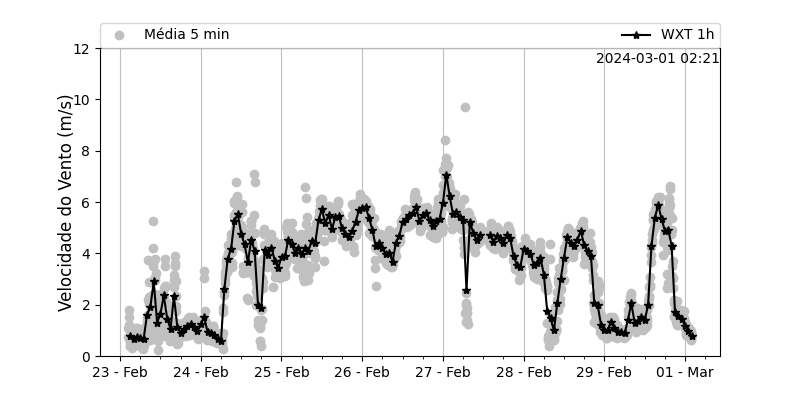 Média 5 min
WXT 1h
2024-03-01 02:21
Velocidade do Vento (m/s)
12
10
8
6
4
2
0
23 - Feb
24 - Feb
25 - Feb
26 - Feb
27 - Feb
28 - Feb
29 - Feb
01 - Mar